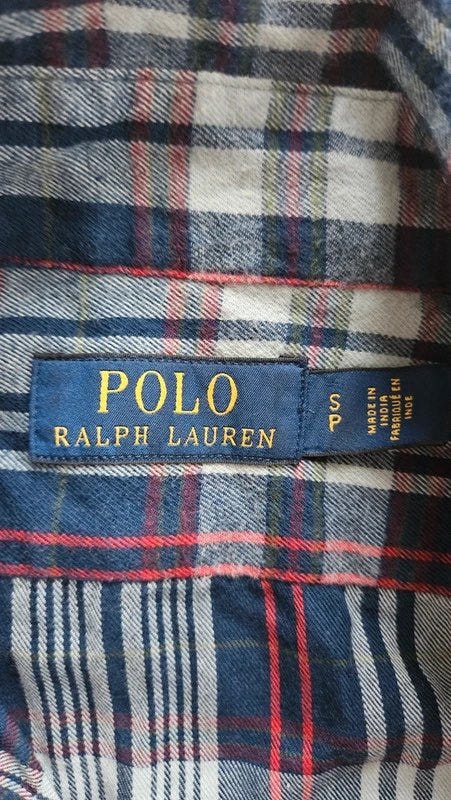 POLO
RALPH LAUREN
S
P
MADE IN
INDIA
FABRIQUÉ EN
INDE